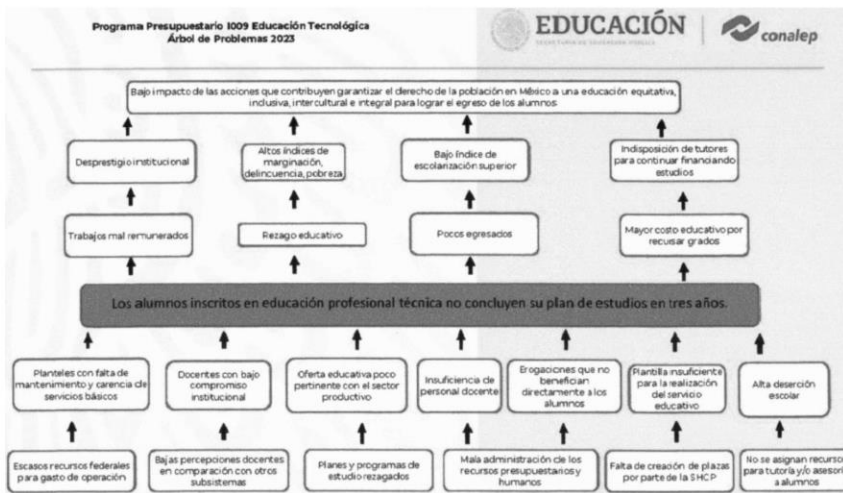 Programa Presupuestario I009 Educación Tecnológica
Árbol de Problemas 2023
EDUCACIÓN
SECRETARÍA DE EDUCACIÓN PÚBLICA
conalep
Bajo impacto de las acciones que contribuyen garantizar el derecho de la población en México a una educación equitativa,
inclusiva, intercultural e integral para lograr el egreso de los alumnos
Desprestigio institucional
Altos índices de
marginación,
delincuencia, pobreza
Bajo índice de
escolarización superior
Indisposición de tutores
para continuar financiando
estudios
Trabajos mal remunerados
Rezago educativo
Pocos egresados
Mayor costo educativo por
recursar grados
Los alumnos inscritos en educación profesional técnica no concluyen su plan de estudios en tres años.
Planteles con falta de
mantenimiento y carencia de
servicios básicos
Docentes con bajo
compromiso
institucional
Oferta educativa poco
pertinente con el sector
productivo
Insuficiencia de
personal docente
Erogaciones que no
benefician
directamente a los
alumnos
Plantilla insuficiente
para la realización
del servicio
educativo
Alta deserción
escolar
Escasos recursos federales
para gasto de operación
Bajas percepciones docentes
en comparación con otros
subsistemas
Planes y programas de
estudio rezagados
Mala administración de los
recursos presupuestarios y
humanos
Falta de creación de plazas
por parte de la SHCP
No se asignan recursos
para tutoría y/o asesoría
a alumnos